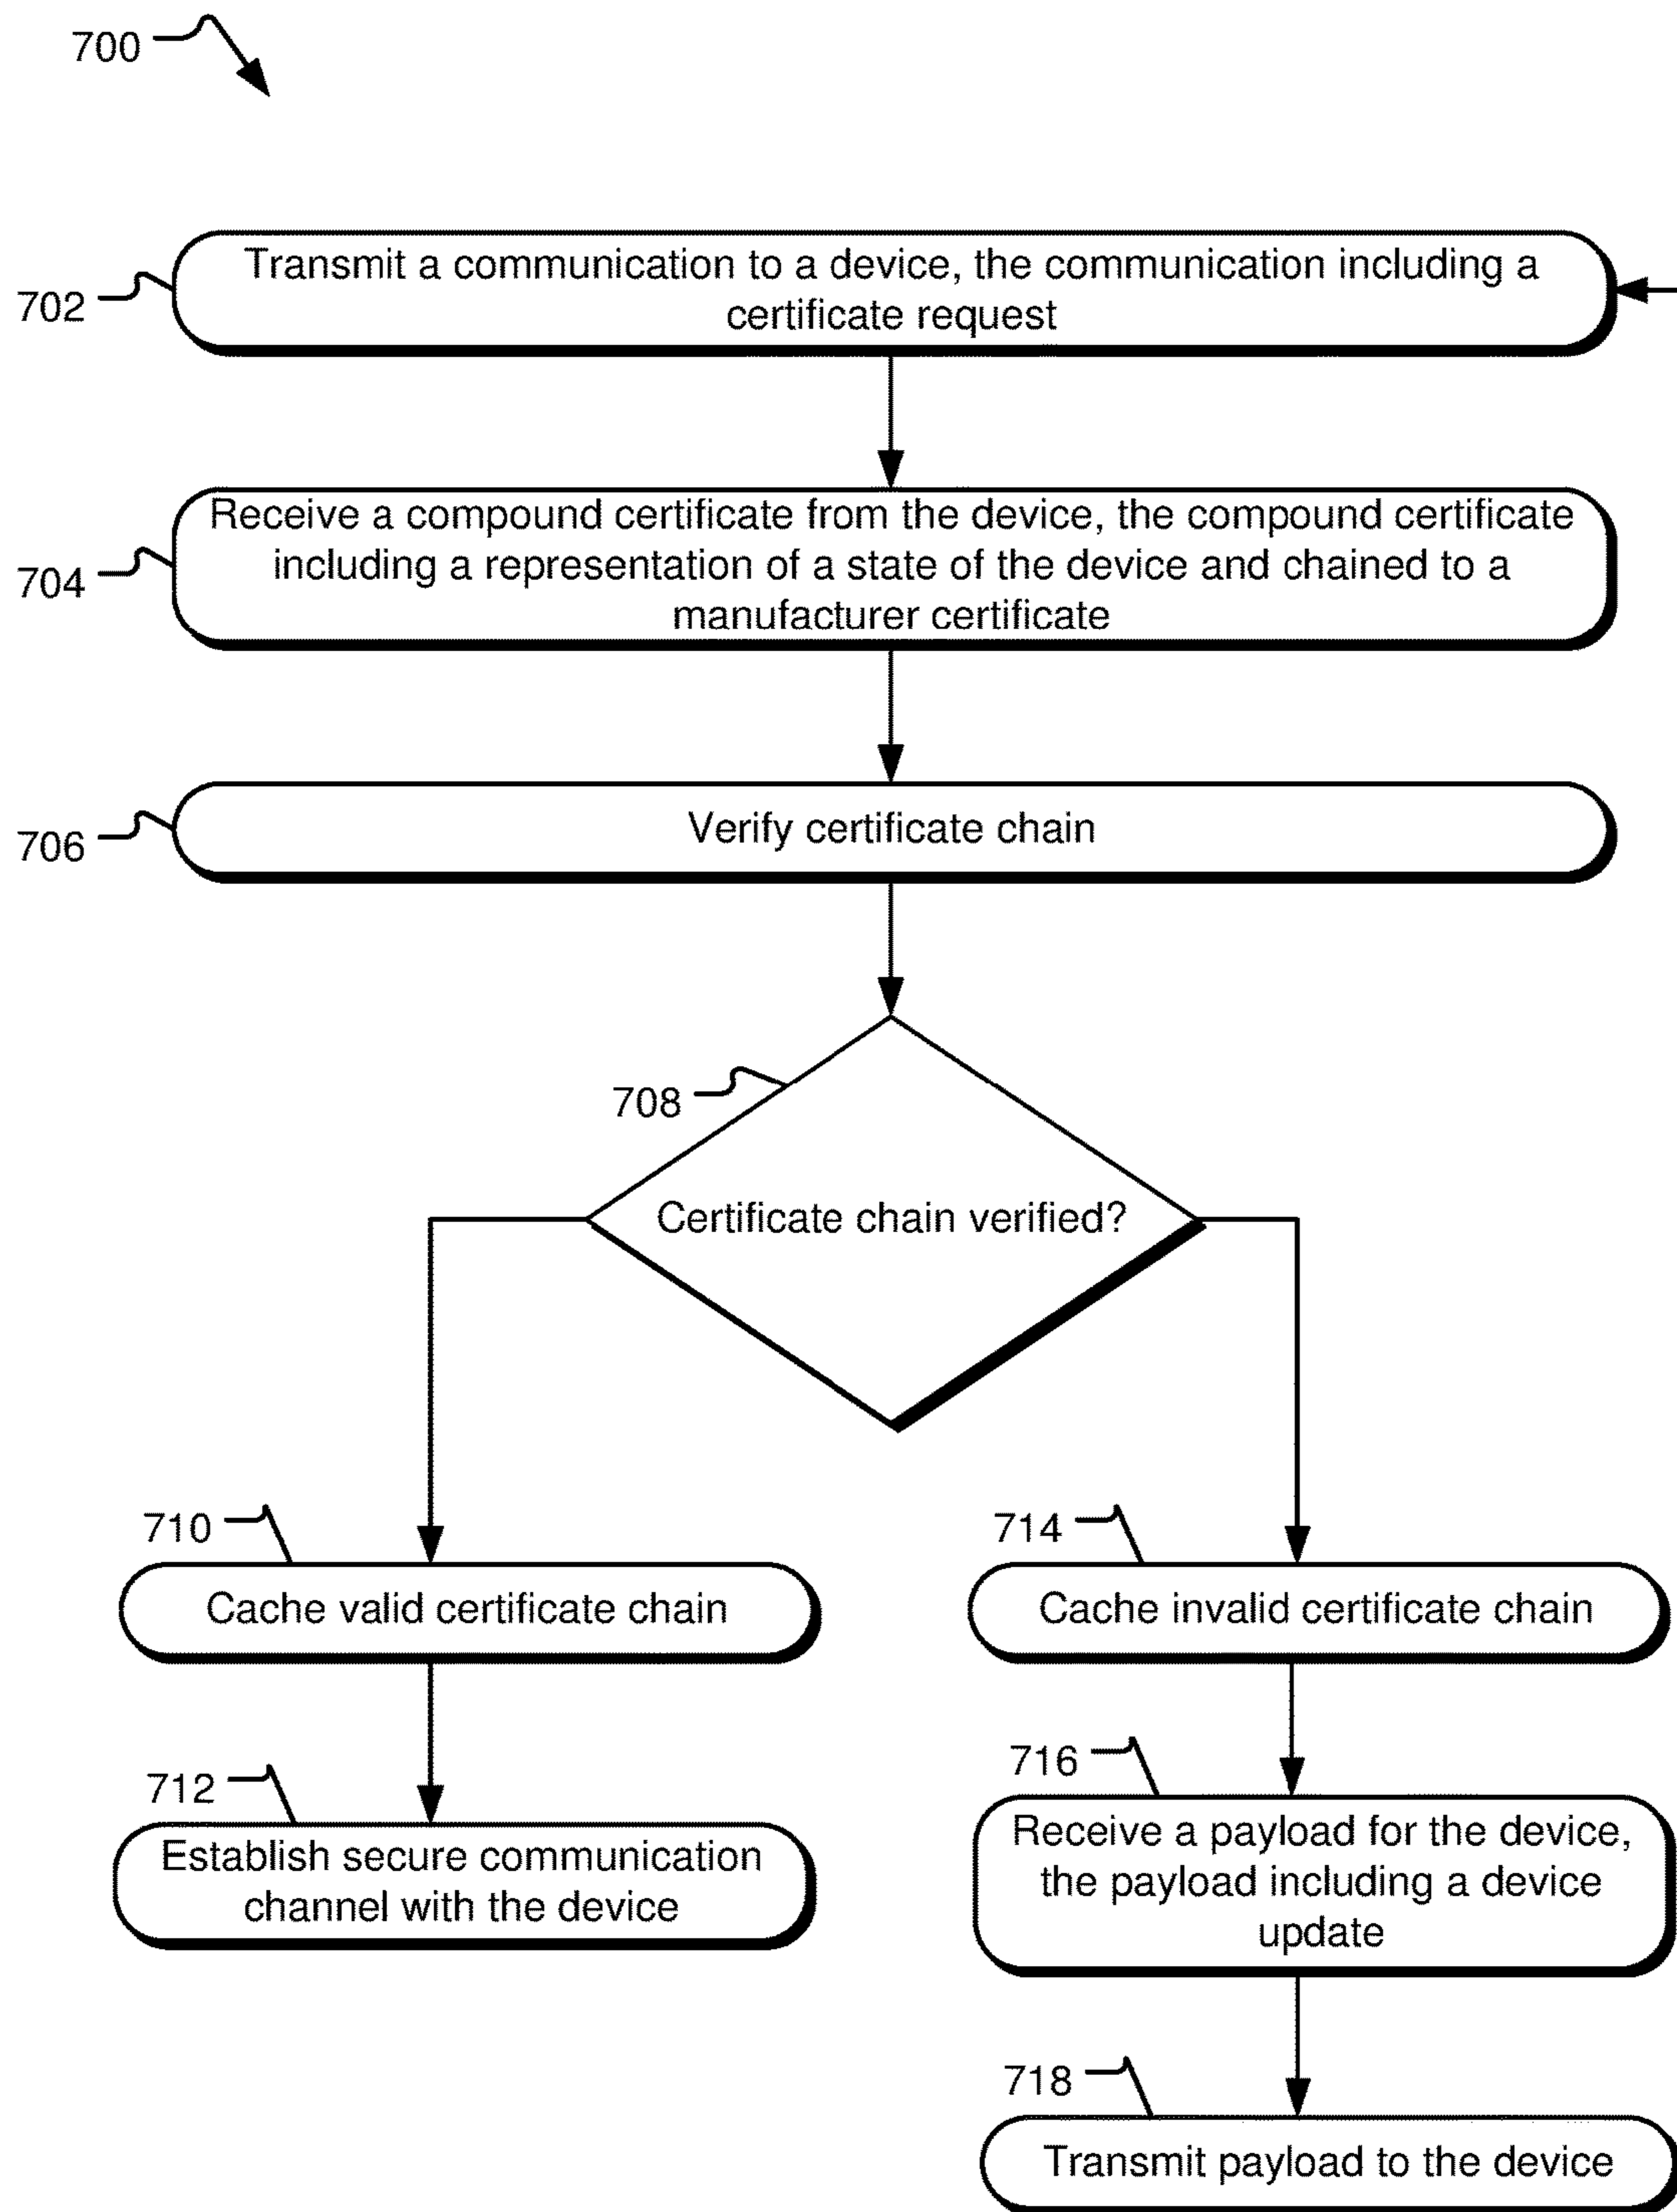 700
702
Transmit a communication to a device, the communication including a
certificate request
704
Receive a compound certificate from the device, the compound certificate
including a representation of a state of the device and chained to a
manufacturer certificate
706
Verify certificate chain
708
Certificate chain verified?
710
Cache valid certificate chain
712
Establish secure communication
channel with the device
714
Cache invalid certificate chain
716
Receive a payload for the device,
the payload including a device
update
718
Transmit payload to the device